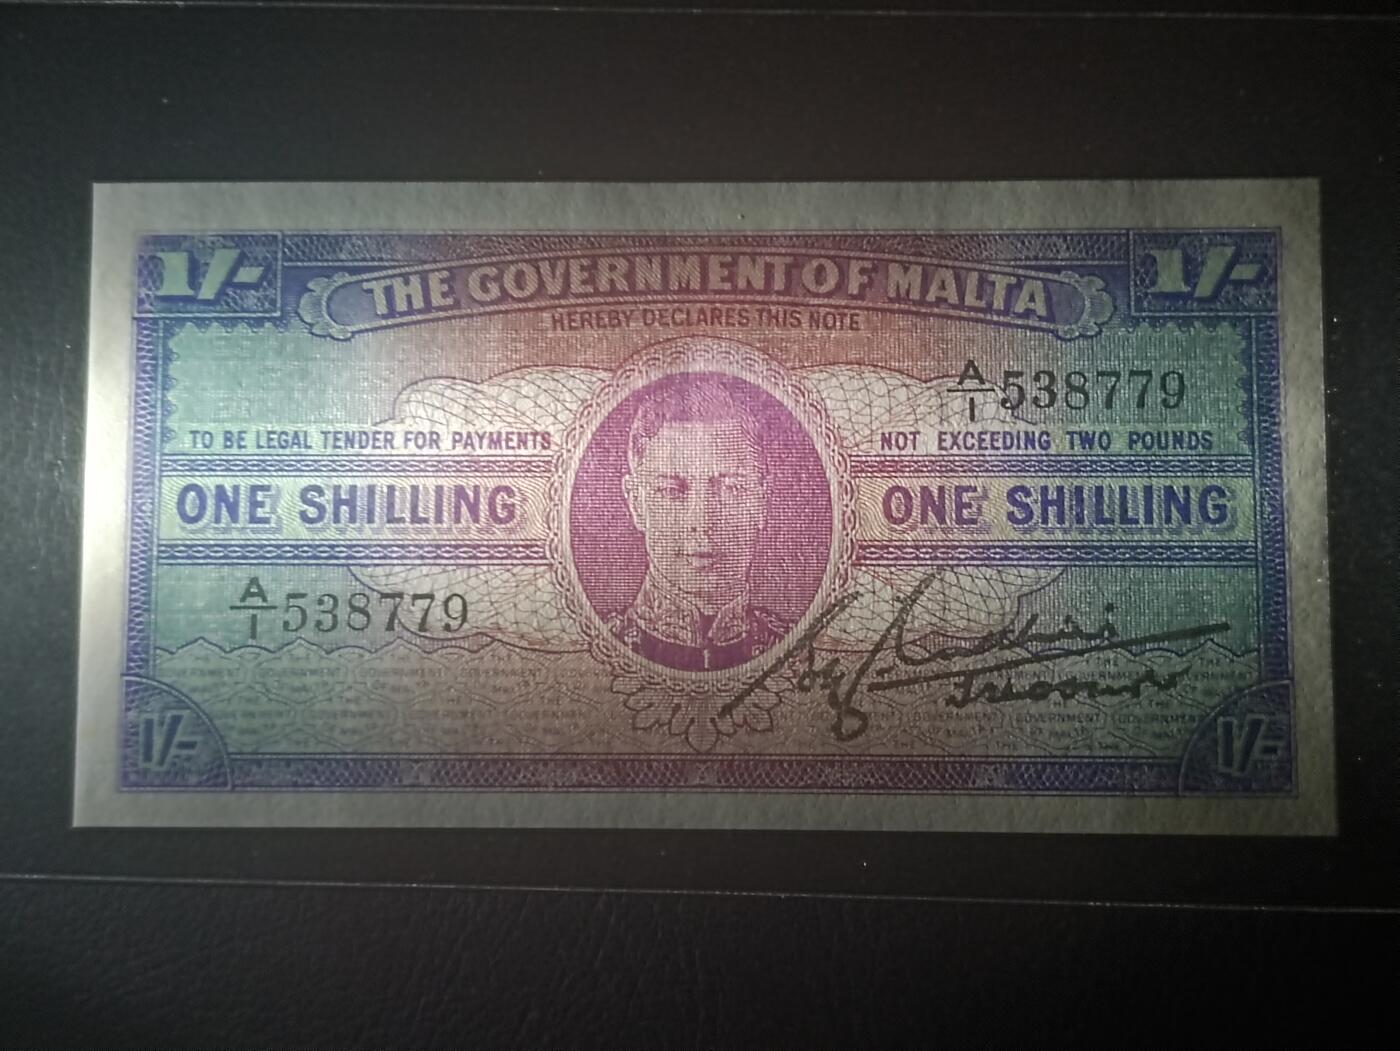 1/- 1/-
THE GOVERNMENT OF MALTA
HEREBY DECLARES THIS NOTE
A/1 538779
TO BE LEGAL TENDER FOR PAYMENTS NOT EXCEEDING TWO POUNDS
ONE SHILLING ONE SHILLING
A/1 538779
Treasurer
1/- 1/-